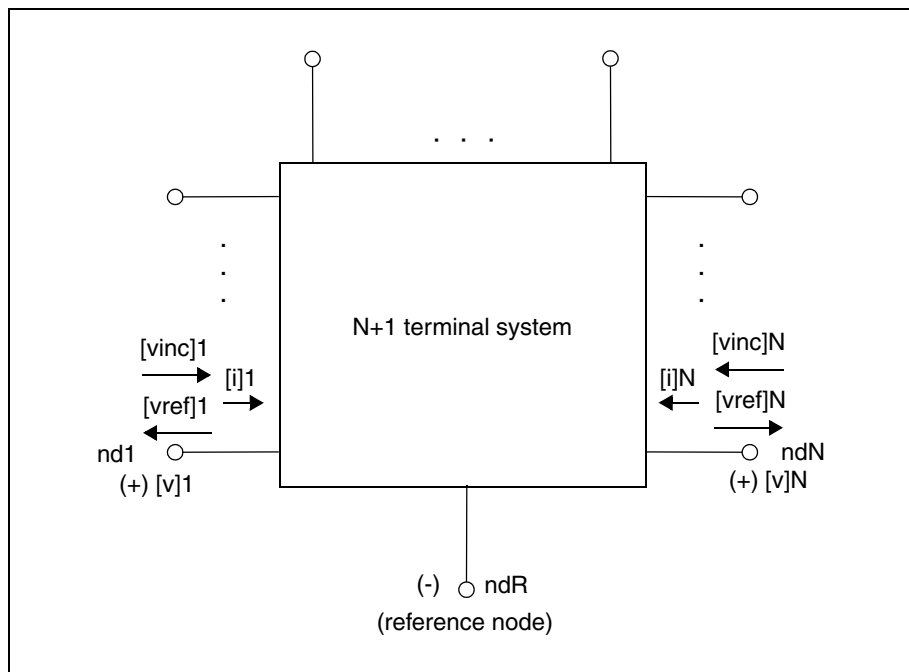 . . .
.
.
.
.
.
.
N+1 terminal system
[vinc]1
[vinc]N
[i]1
[i]N
[vref]1
[vref]N
nd1
ndN
(+) [v]1
(+) [v]N
(-)
ndR
(reference node)